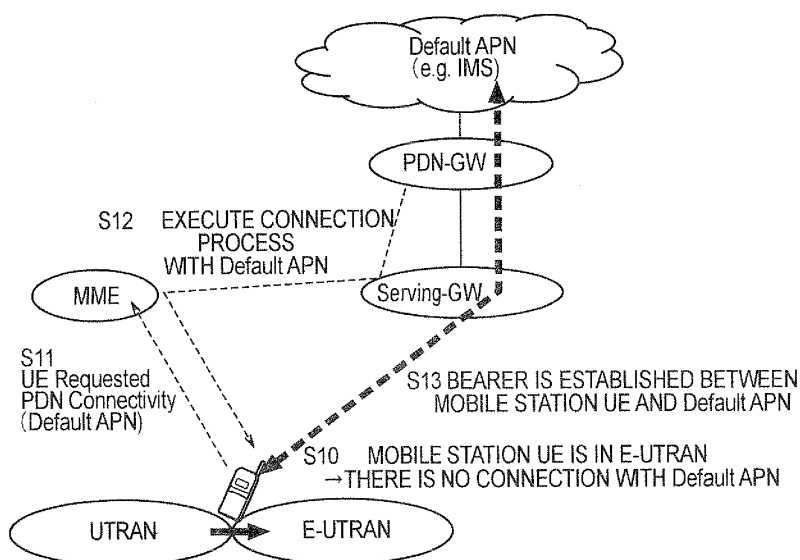 Default APN
(e.g. IMS)
PDN-GW
S12 EXECUTE CONNECTION
PROCESS
WITH Default APN
MME
Serving-GW
S11
UE Requested
PDN Connectivity
(Default APN)
S13 BEARER IS ESTABLISHED BETWEEN
MOBILE STATION UE AND Default APN
S10 MOBILE STATION UE IS IN E-UTRAN
→THERE IS NO CONNECTION WITH Default APN
UTRAN
E-UTRAN